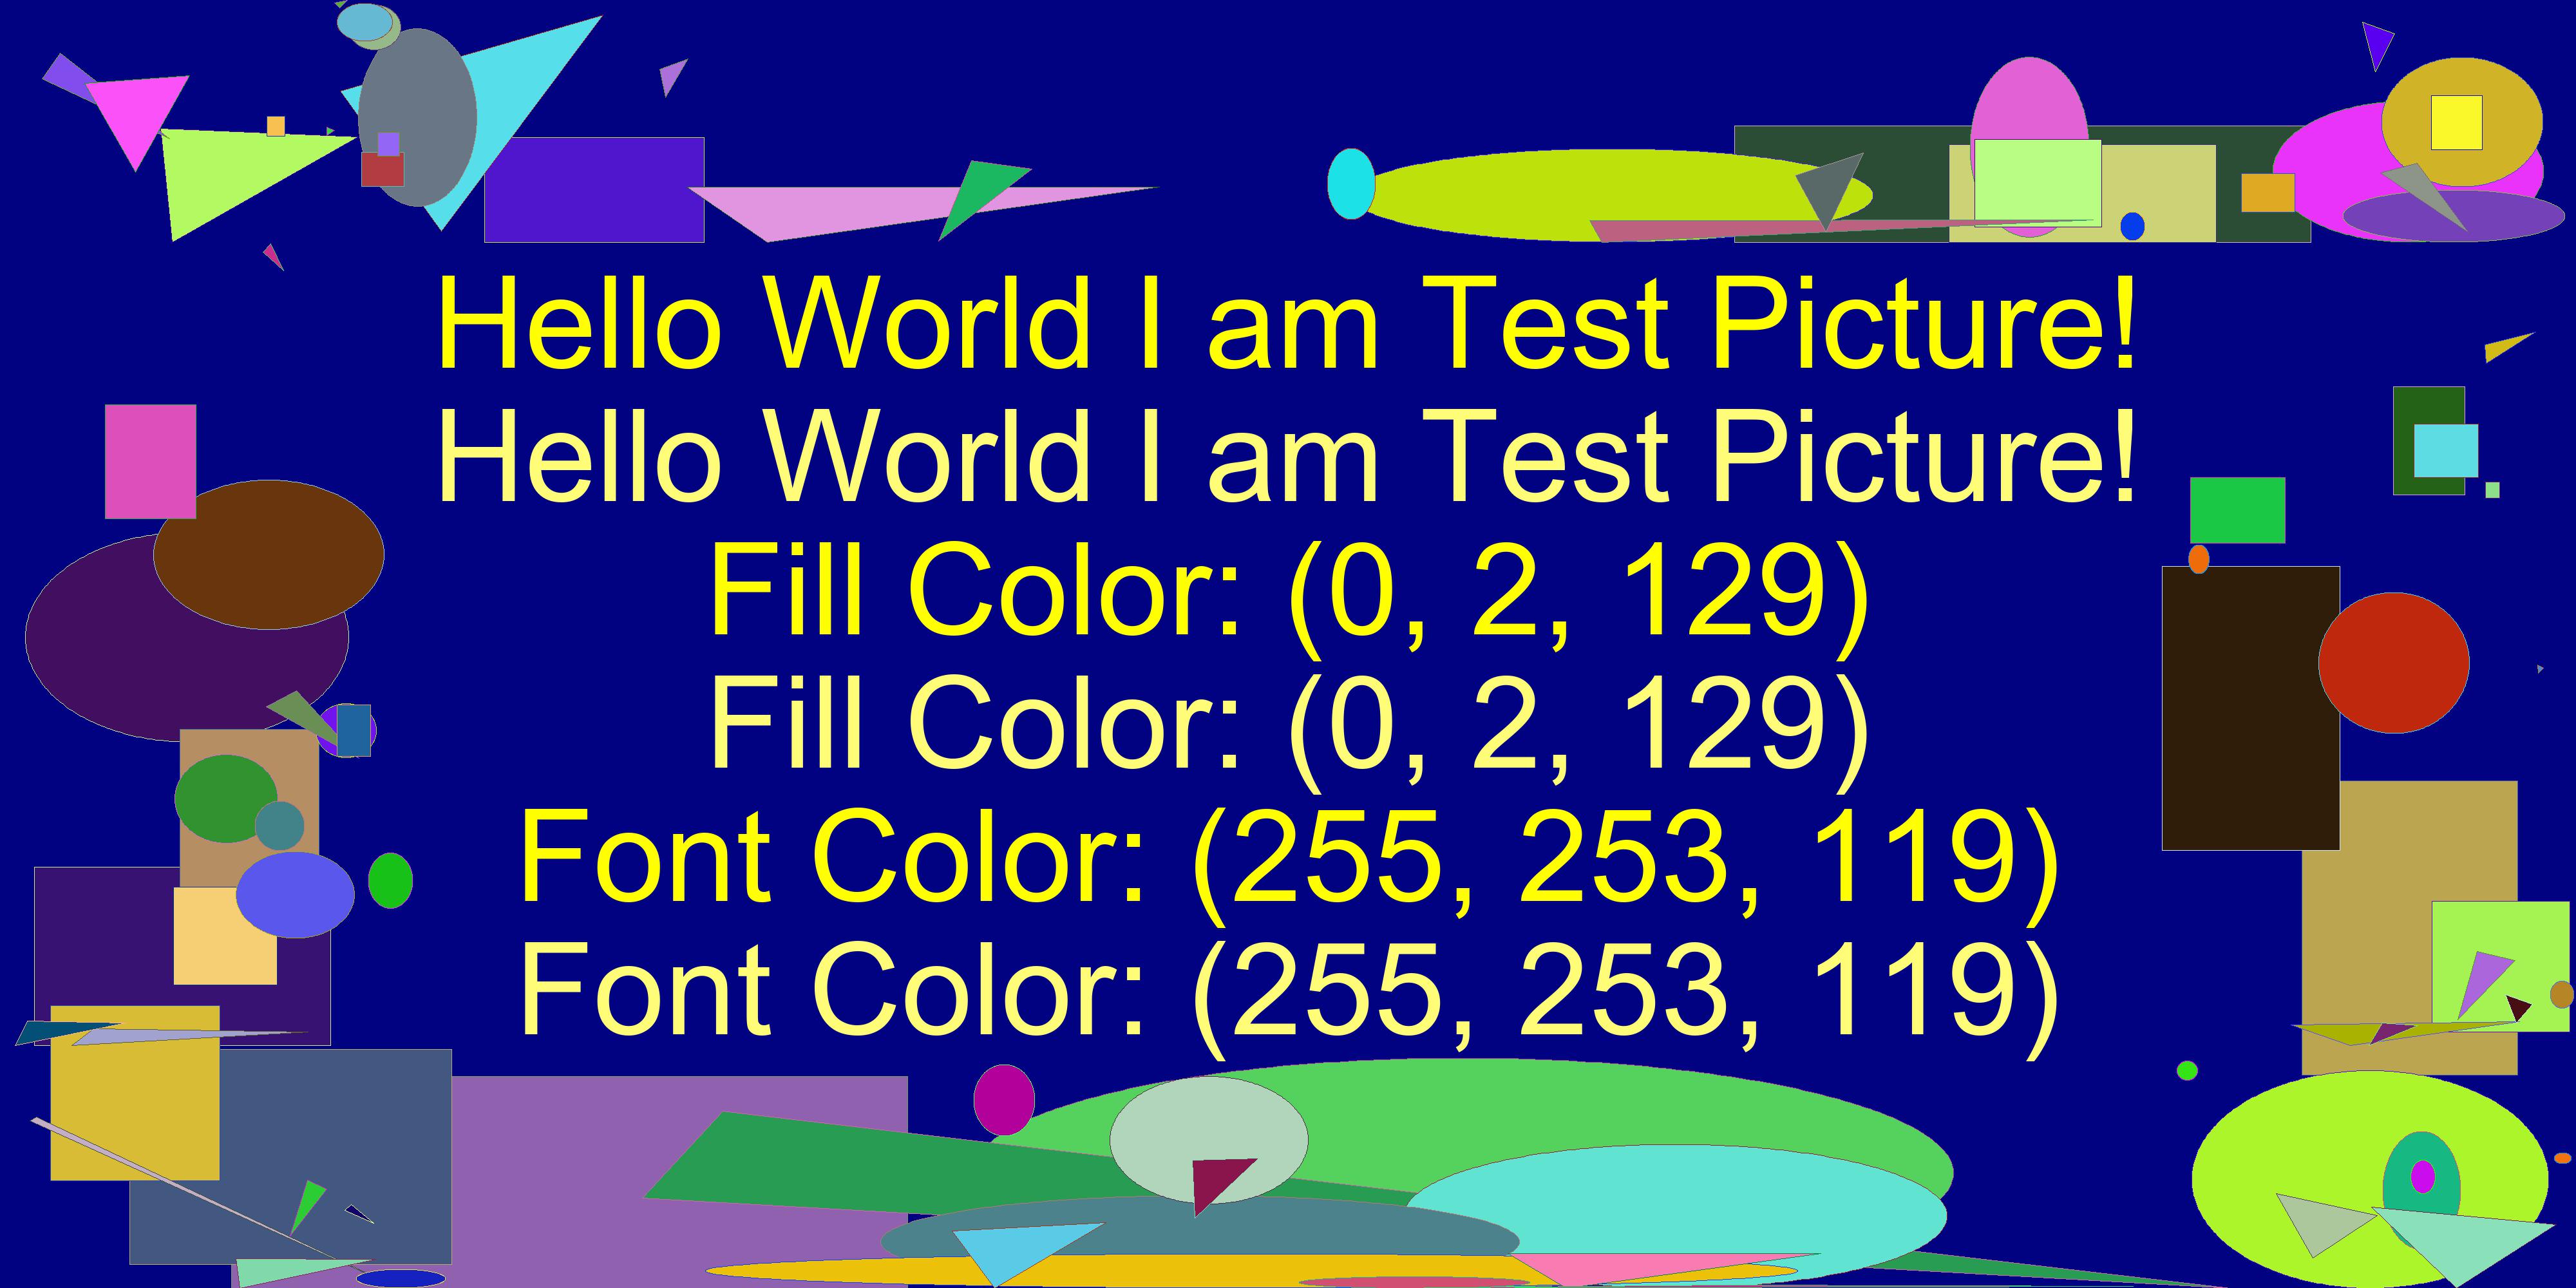 Hello World I am Test Picture!
Hello World I am Test Picture!
Fill Color: (0, 2, 129)
Fill Color: (0, 2, 129)
Font Color: (255, 253, 119)
Font Color: (255, 253, 119)